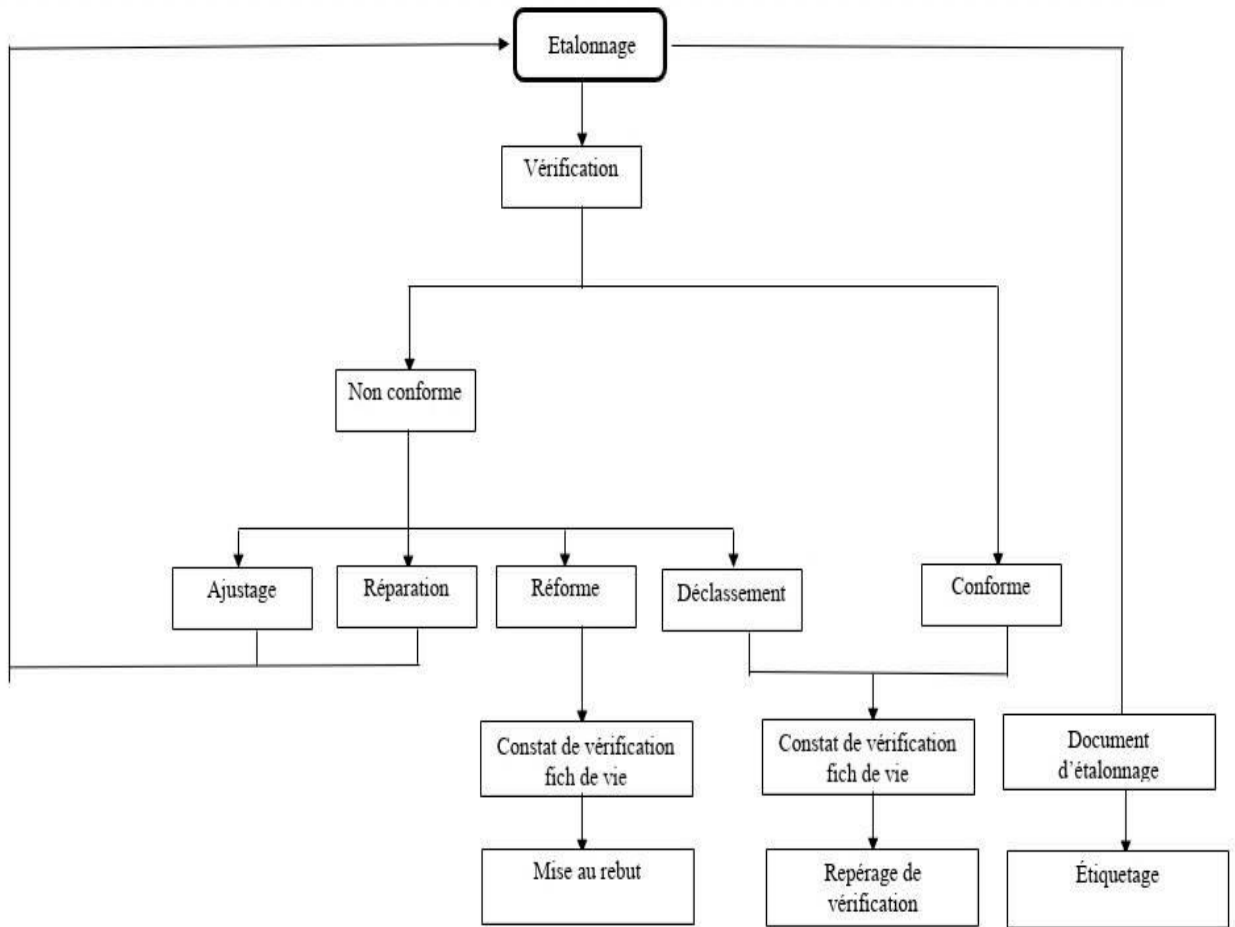 Etalonnage
Vérification
Non conforme
Ajustage
Réparation
Réforme
Déclassement
Conforme
Constat de vérification
fich de vie
Constat de vérification
fich de vie
Document
d’étalonnage
Mise au rebut
Repérage de
vérification
Étiquetage